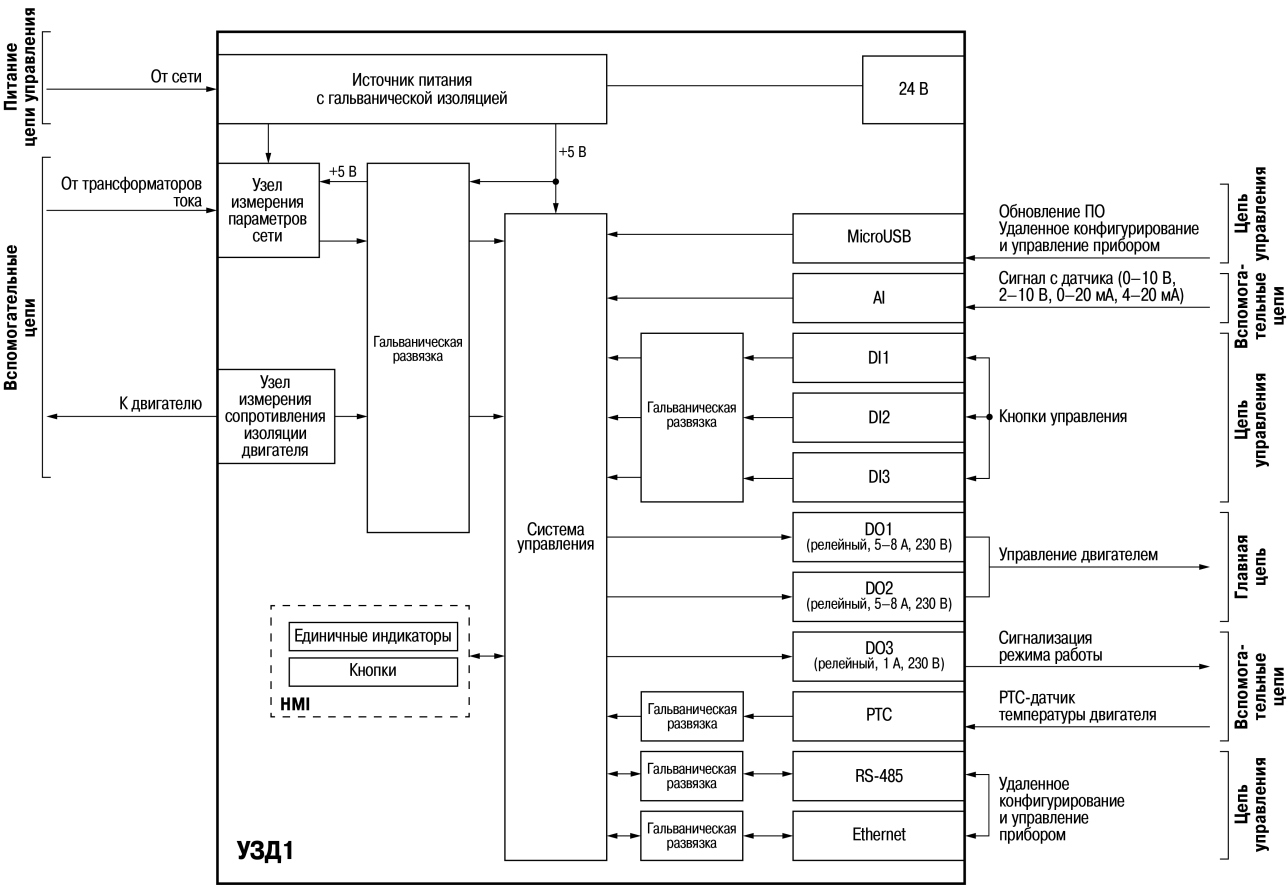 Питание
цепи управления
От сети
Источник питания
с гальванической изоляцией
24 В
+5 В
+5 В
Вспомогательные
цепи
От трансформаторов
тока
Узел
измерения
параметров
сети
Гальваническая
развязка
К двигателю
Узел
измерения
сопротивления
изоляции
двигателя
Система
управления
Единичные индикаторы
Кнопки
HMI
MicroUSB
Обновление ПО
Удаленное конфигурирование
и управление прибором
Цепь
управления
AI
Сигнал с датчика (0–10 В,
2–10 В, 0–20 мА, 4–20 мА)
Вспомога-
тельные
цепи
Гальваническая
развязка
DI1
DI2
DI3
Кнопки управления
Цепь
управления
DO1
(релейный, 5–8 А, 230 В)
DO2
(релейный, 5–8 А, 230 В)
Управление двигателем
Главная
цепь
DO3
(релейный, 1 А, 230 В)
Сигнализация
режима работы
Гальваническая
развязка
PTC
PTC-датчик
температуры двигателя
Вспомога-
тельные
цепи
Гальваническая
развязка
RS-485
Гальваническая
развязка
Ethernet
Удаленное
конфигурирование
и управление
прибором
Цепь
управления
УЗД1